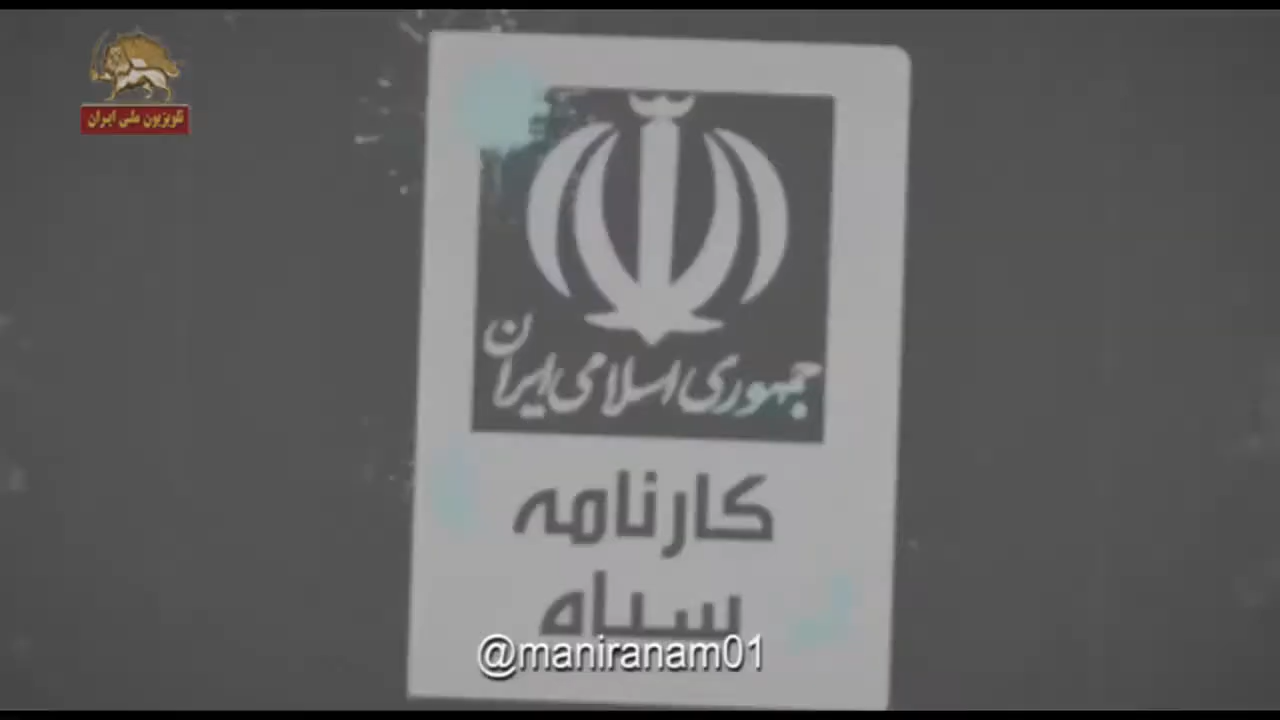 تلویزیون ملی ایران
جمهوری اسلامی ایران
کارنامه
سیاه
@maniranam01